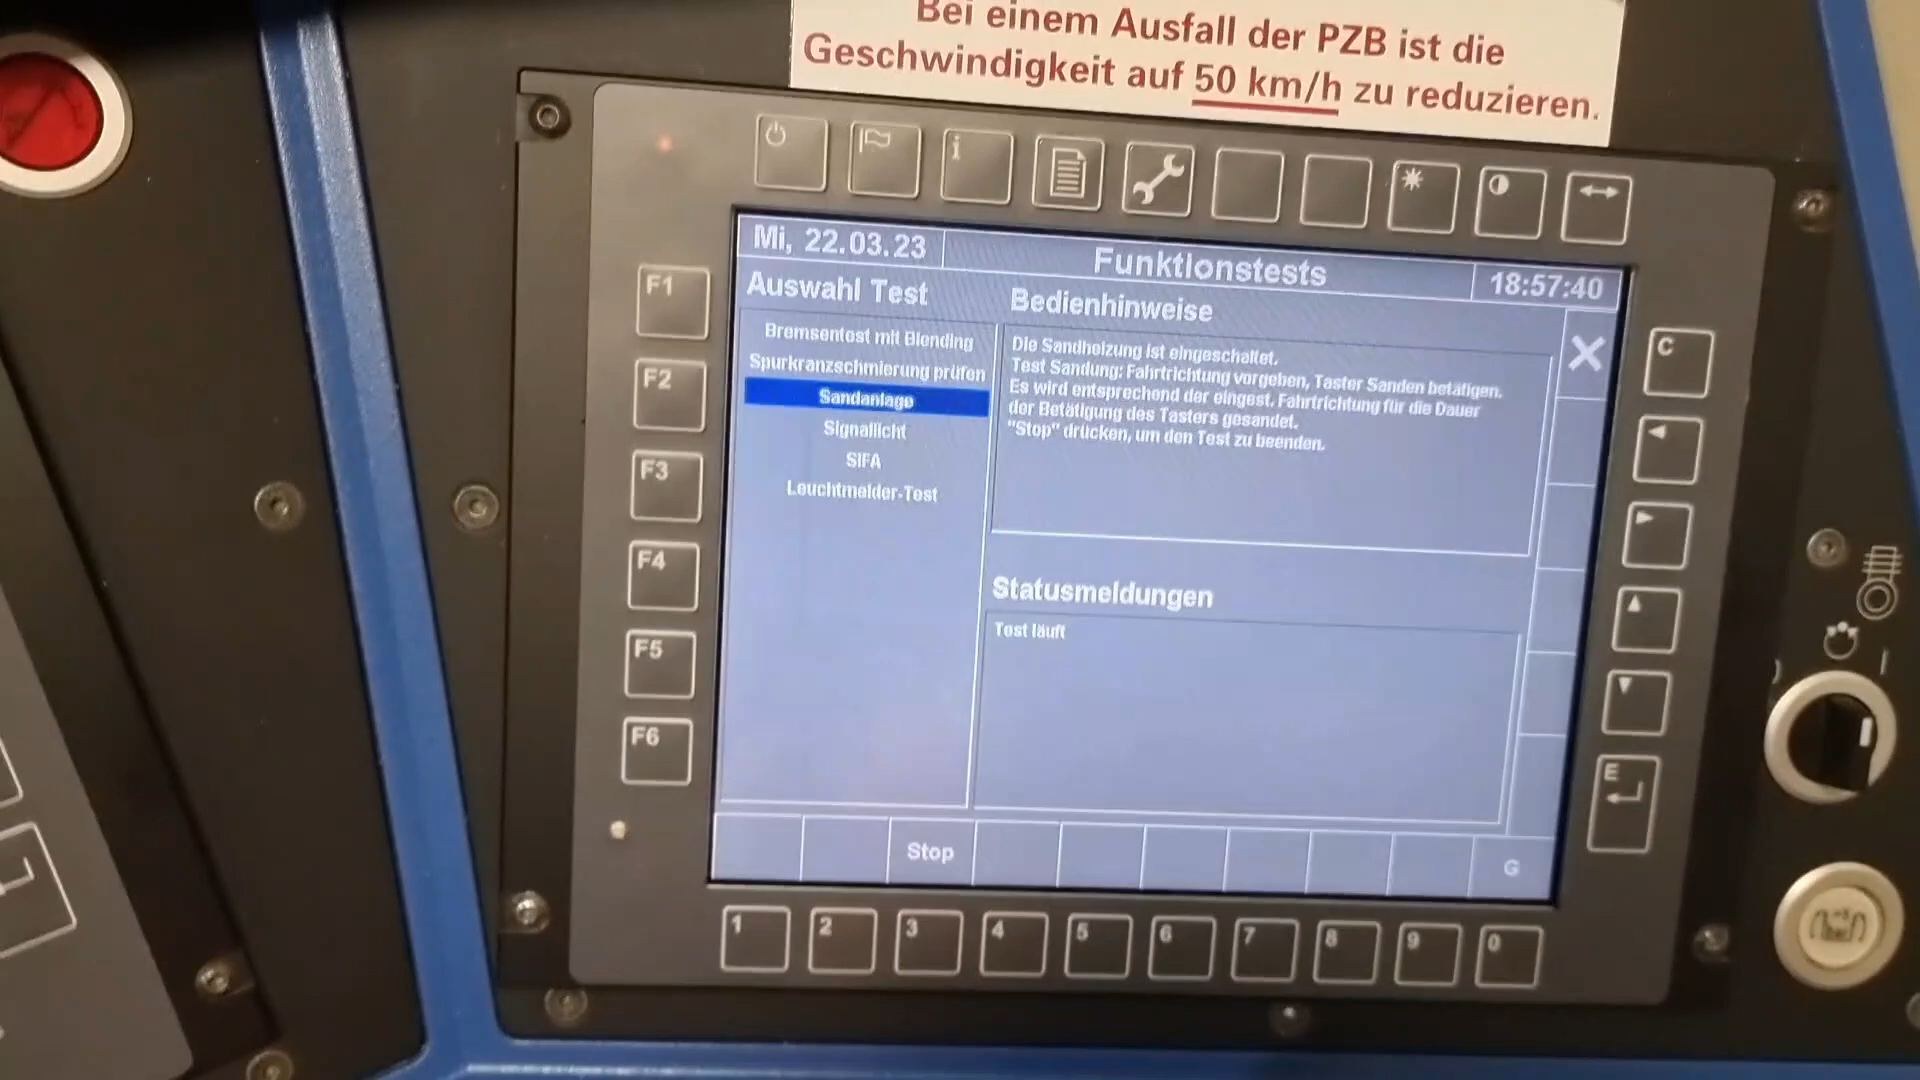 Bei einem Ausfall der PZB ist die
Geschwindigkeit auf 50 km/h zu reduzieren.
i
Mi, 22.03.23
Funktionstests
18:57:40
Auswahl Test
Bremsentest mit Blending
Spurkranzschmierung prüfen
Sandanlage
Signallicht
SIFA
Leuchtmelder-Test
Bedienhinweise
Die Sandheizung ist eingeschaltet.
Test Sandung: Fahrtrichtung vorgeben, Taster Sanden betätigen.
Es wird entsprechend der eingest. Fahrtrichtung für die Dauer
der Betätigung des Tasters gesandet.
"Stop" drücken, um den Test zu beenden.
Statusmeldungen
Test läuft
Stop
G
F1
F2
F3
F4
F5
F6
C
E
1
2
3
4
5
6
7
8
9
0